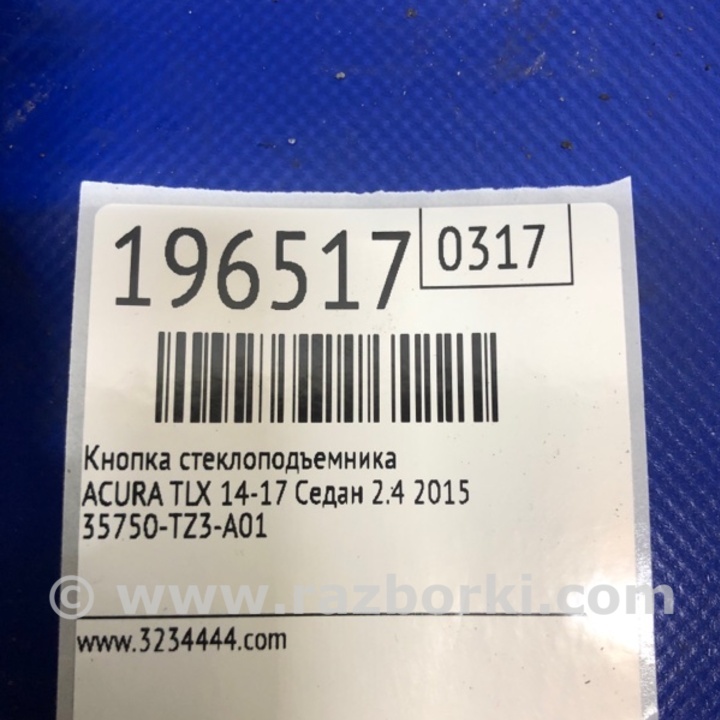 196517
0317
Кнопка стеклоподъемника
ACURA TLX 14-17 Седан 2.4 2015
35750-TZ3-A01
© www.razborki.com
www.3234444.com